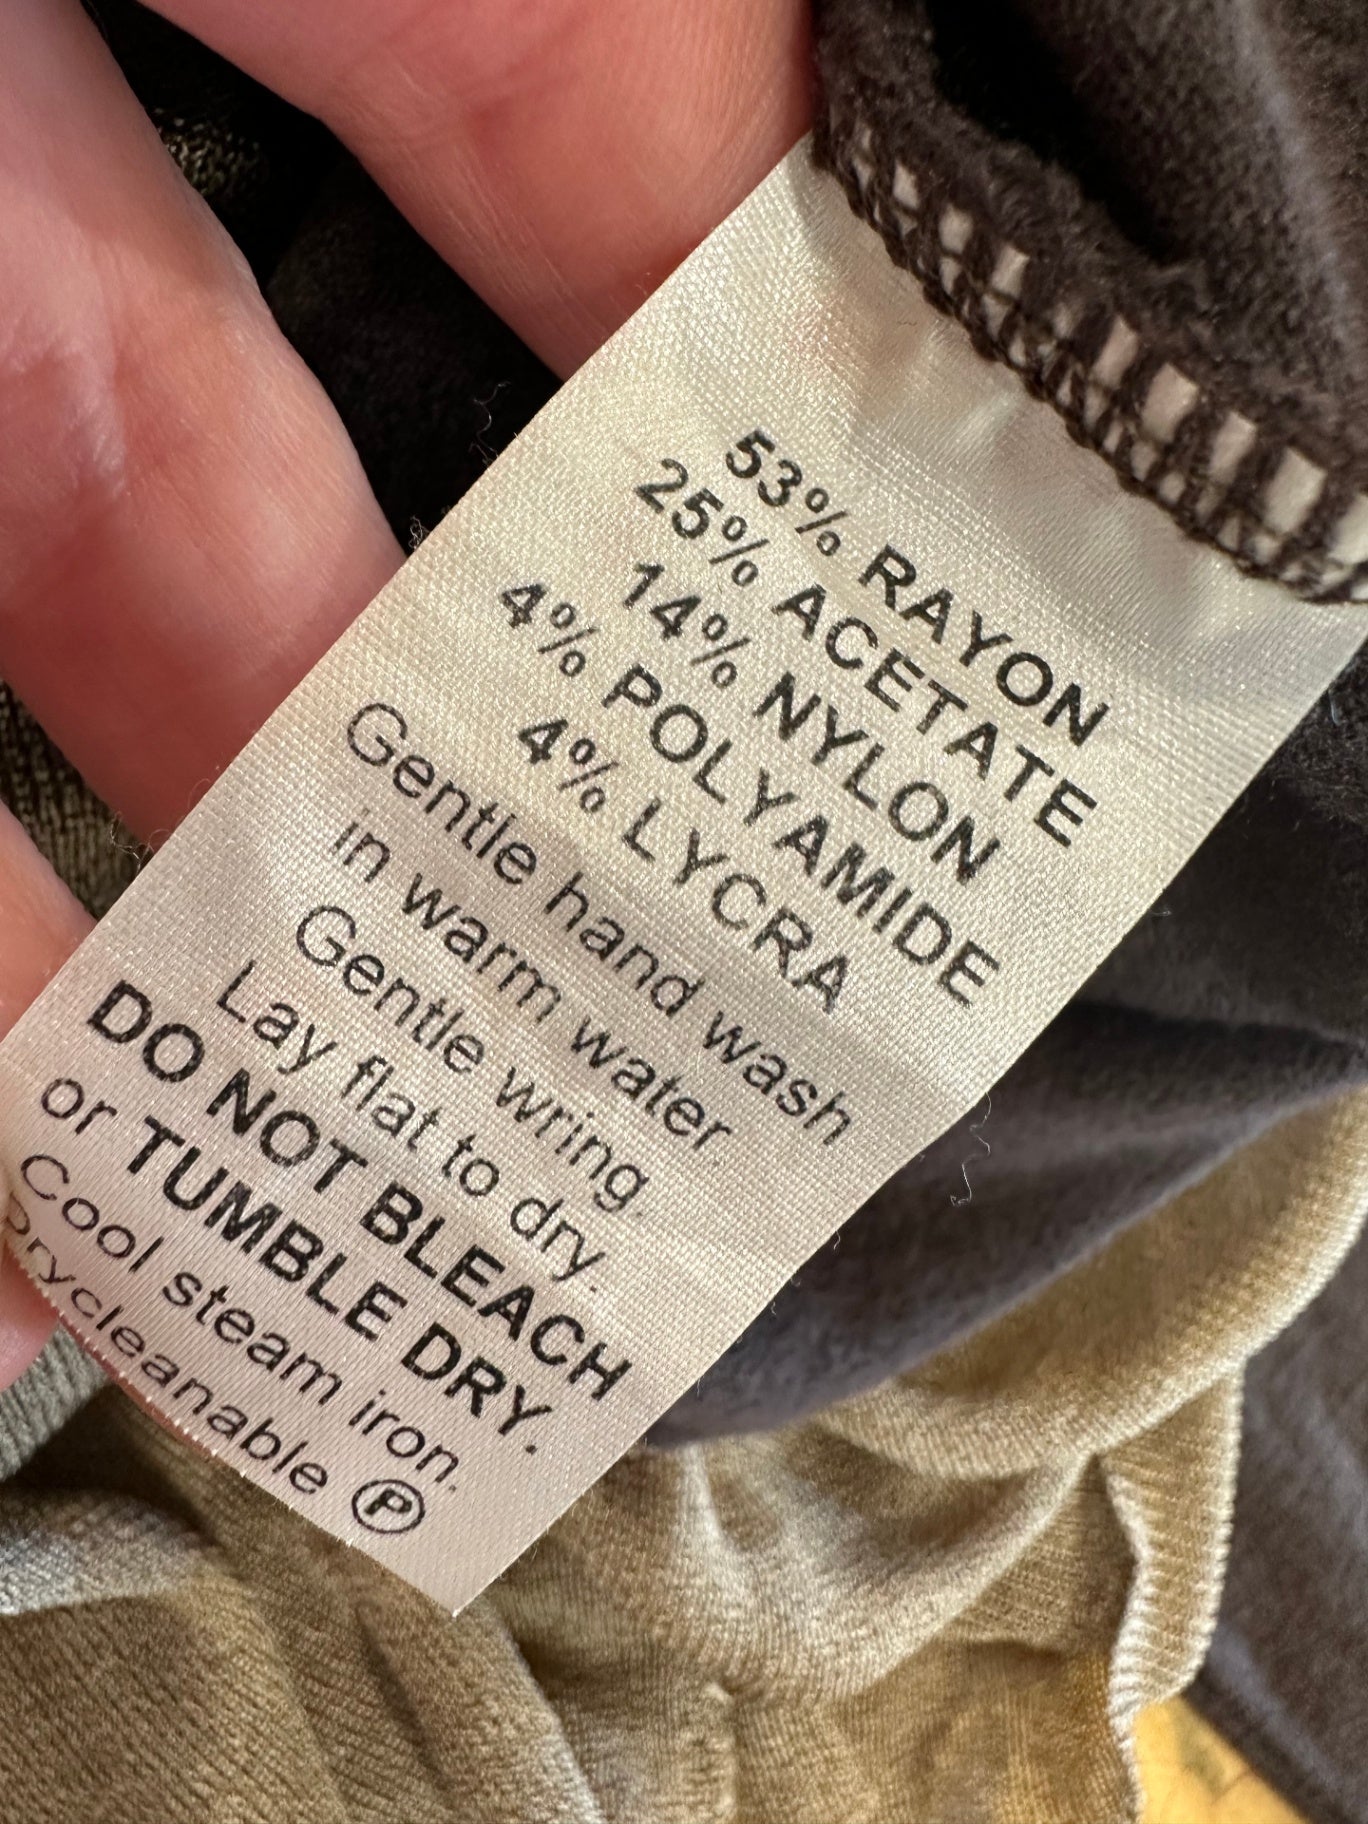 53% RAYON
25% ACETATE
14% NYLON
4% POLYAMIDE
4% LYCRA
Gentle hand wash
in warm water
Gentle wring.
Lay flat to dry.
DO NOT BLEACH
or TUMBLE DRY.
Cool steam iron.
Drycleanable Ⓟ